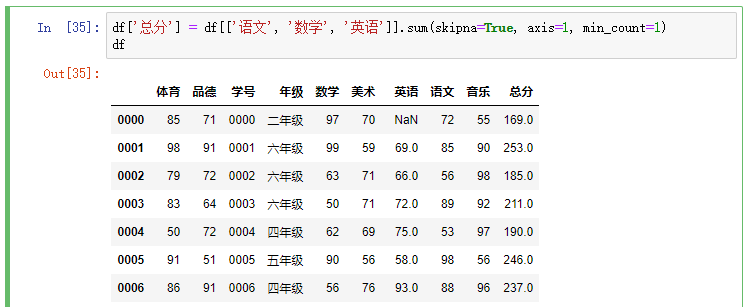 In [35]: df['总分'] = df[['语文', '数学', '英语']].sum(skipna=True, axis=1, min_count=1)
df
Out[35]:
体育 品德 学号 年级 数学 美术 英语 语文 音乐 总分
0000 85 71 0000 二年级 97 70 NaN 72 55 169.0
0001 98 91 0001 六年级 99 59 69.0 85 90 253.0
0002 79 72 0002 六年级 63 71 66.0 56 98 185.0
0003 83 64 0003 六年级 50 71 72.0 89 92 211.0
0004 50 72 0004 四年级 62 69 75.0 53 97 190.0
0005 91 51 0005 五年级 90 56 58.0 98 56 246.0
0006 86 91 0006 四年级 56 76 93.0 88 96 237.0